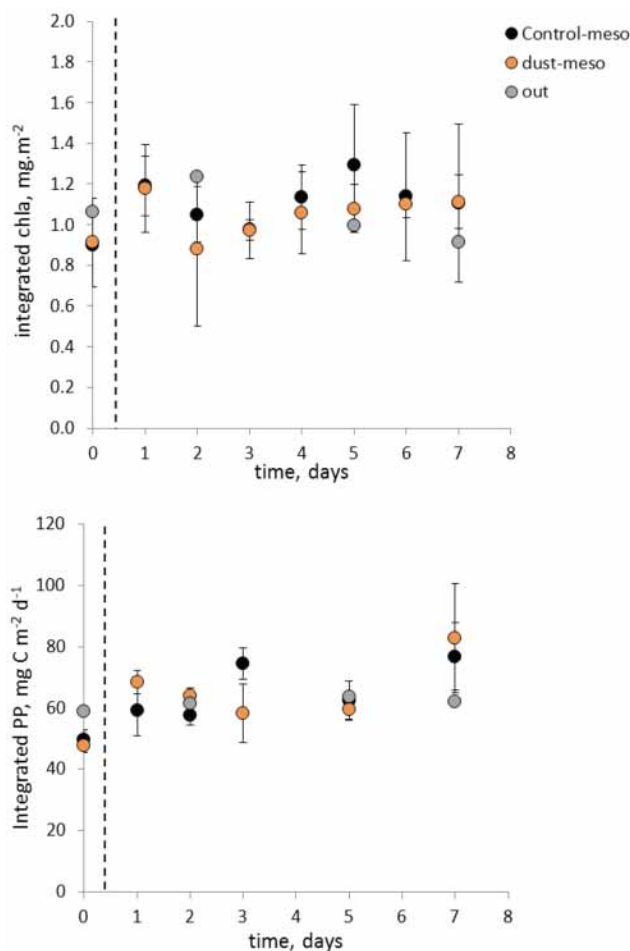 Control-meso
dust-meso
out
integrated chla, mg.m-2
2.0
1.8
1.6
1.4
1.2
1.0
0.8
0.6
0.4
0.2
0.0
0 1 2 3 4 5 6 7 8
time, days
Integrated PP, mg C m-2 d-1
120
100
80
60
40
20
0
0 1 2 3 4 5 6 7 8
time, days